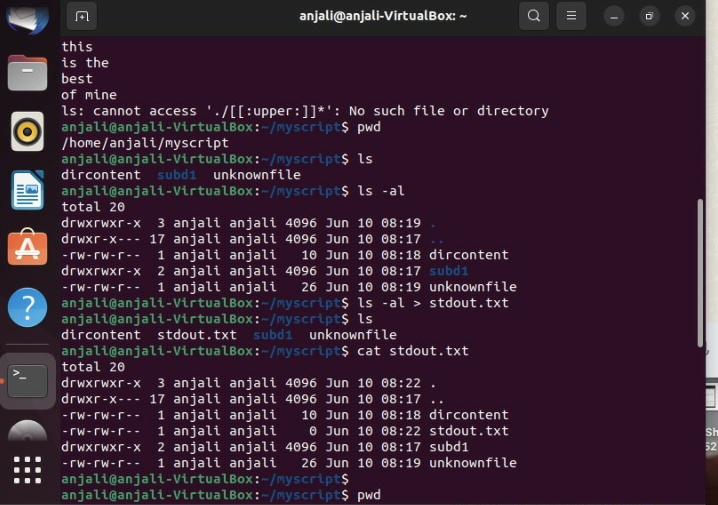 anjali@anjali-VirtualBox: ~
this
is the
best
of mine
ls: cannot access './[[:upper:]]*': No such file or directory
anjali@anjali-VirtualBox:~/myscript$ pwd
/home/anjali/myscript
anjali@anjali-VirtualBox:~/myscript$ ls
dircontent  subd1  unknownfile
anjali@anjali-VirtualBox:~/myscript$ ls -al
total 20
drwxrwxr-x  3 anjali anjali 4096 Jun 10 08:19 .
drwxr-x--- 17 anjali anjali 4096 Jun 10 08:17 ..
-rw-rw-r--  1 anjali anjali   10 Jun 10 08:18 dircontent
drwxrwxr-x  2 anjali anjali 4096 Jun 10 08:17 subd1
-rw-rw-r--  1 anjali anjali   26 Jun 10 08:19 unknownfile
anjali@anjali-VirtualBox:~/myscript$ ls -al > stdout.txt
anjali@anjali-VirtualBox:~/myscript$ ls
dircontent  stdout.txt  subd1  unknownfile
anjali@anjali-VirtualBox:~/myscript$ cat stdout.txt
total 20
drwxrwxr-x  3 anjali anjali 4096 Jun 10 08:22 .
drwxr-x--- 17 anjali anjali 4096 Jun 10 08:17 ..
-rw-rw-r--  1 anjali anjali   10 Jun 10 08:18 dircontent
-rw-rw-r--  1 anjali anjali    0 Jun 10 08:22 stdout.txt
drwxrwxr-x  2 anjali anjali 4096 Jun 10 08:17 subd1
-rw-rw-r--  1 anjali anjali   26 Jun 10 08:19 unknownfile
anjali@anjali-VirtualBox:~/myscript$
anjali@anjali-VirtualBox:~/myscript$ pwd